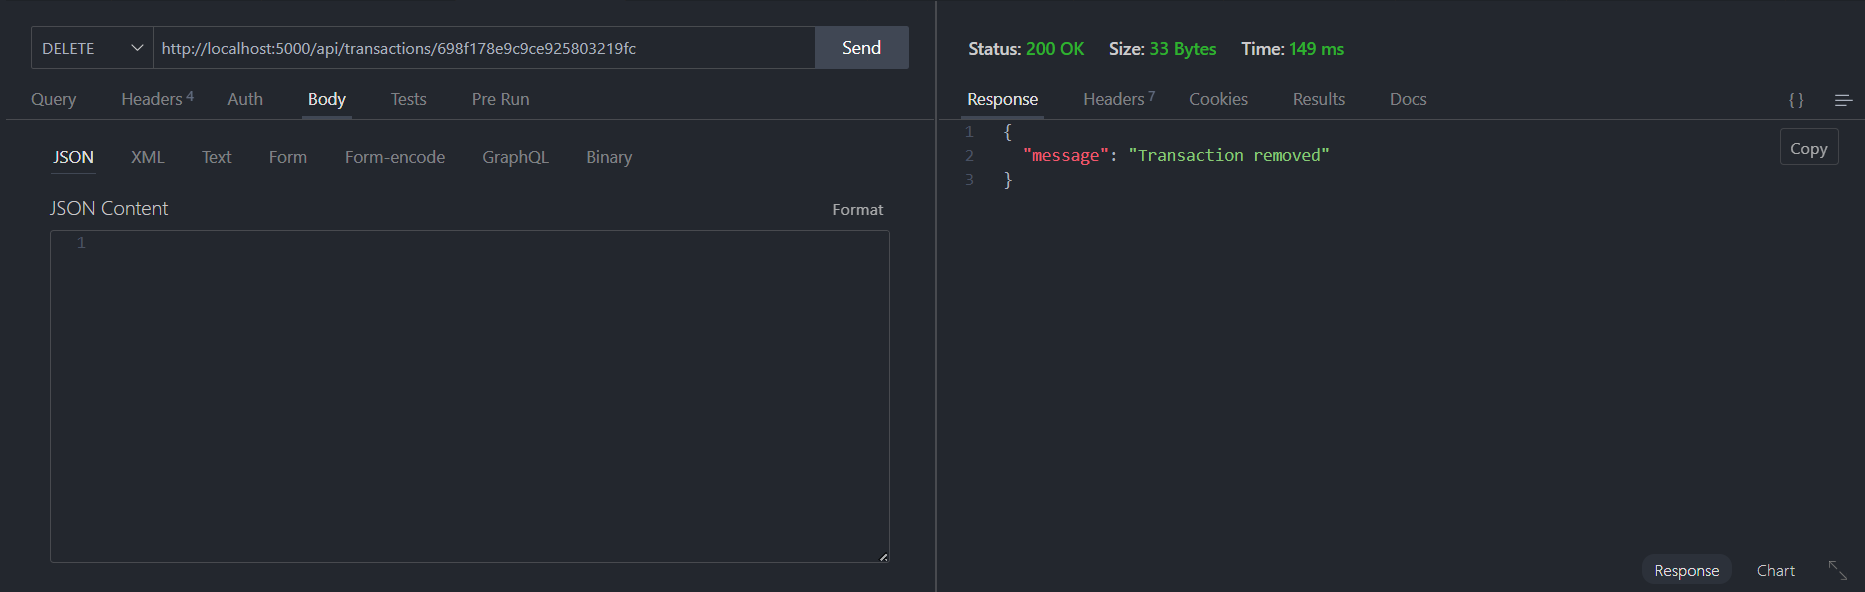 DELETE http://localhost:5000/api/transactions/698f178e9c9ce925803219fc Send
Query Headers 4 Auth Body Tests Pre Run
JSON XML Text Form Form-encode GraphQL Binary
JSON Content Format
1
Status: 200 OK Size: 33 Bytes Time: 149 ms
Response Headers 7 Cookies Results Docs {}
1 {
2 "message": "Transaction removed"
3 }
Copy
Response Chart